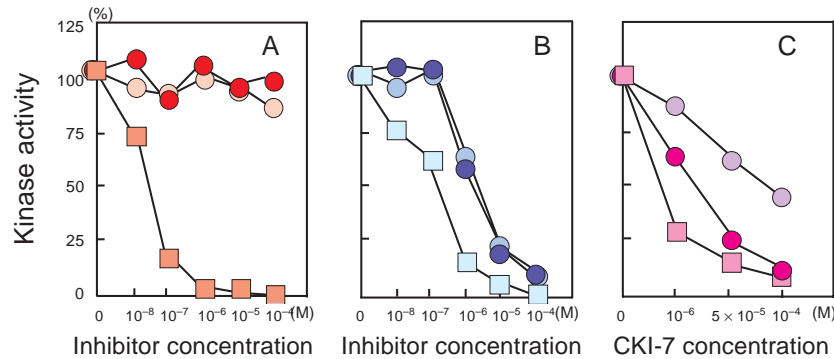 (%)
125
100
75
50
25
0
Kinase activity
A
B
C
0 10⁻⁸ 10⁻⁷ 10⁻⁶ 10⁻⁵ 10⁻⁴ (M)
0 10⁻⁸ 10⁻⁷ 10⁻⁶ 10⁻⁵ 10⁻⁴ (M)
0 10⁻⁶ 5 × 10⁻⁵ 10⁻⁴ (M)
Inhibitor concentration
Inhibitor concentration
CKI-7 concentration